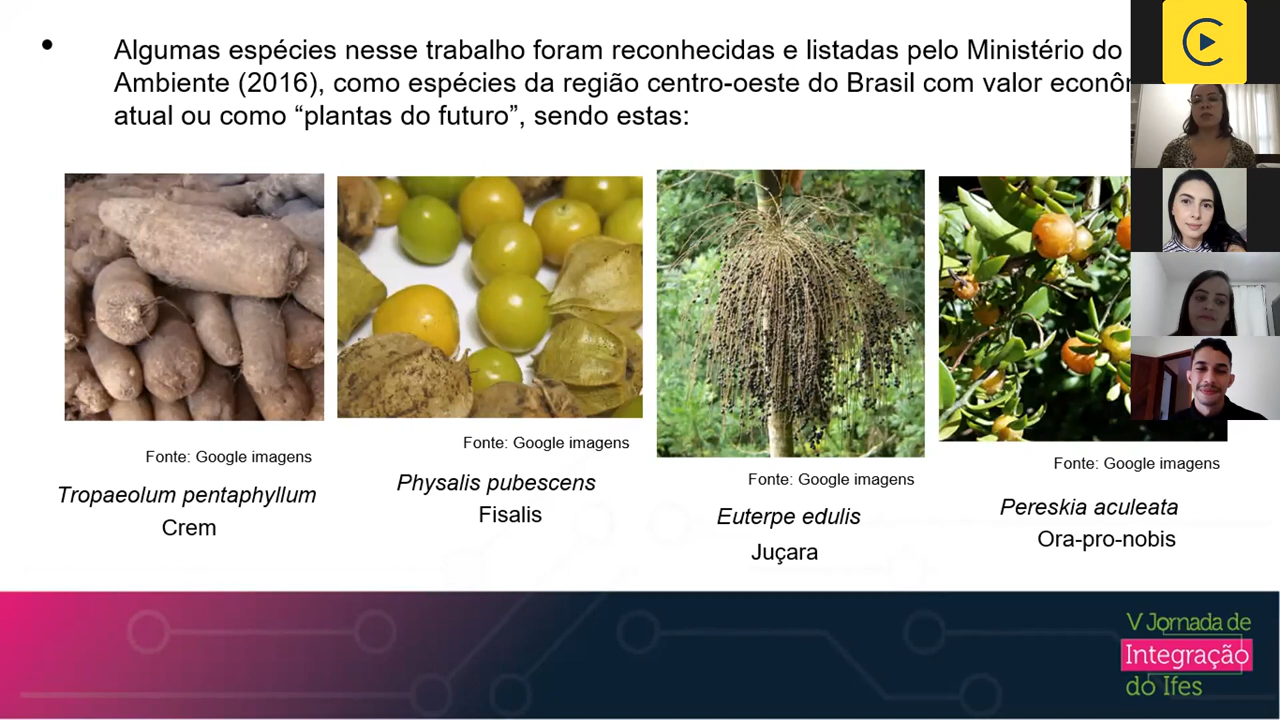 Algumas espécies nesse trabalho foram reconhecidas e listadas pelo Ministério do
Ambiente (2016), como espécies da região centro-oeste do Brasil com valor
atual ou como “plantas do futuro”, sendo estas:
Fonte: Google imagens
Tropaeolum pentaphyllum
Crem
Fonte: Google imagens
Physalis pubescens
Fisalis
Fonte: Google imagens
Euterpe edulis
Juçara
Fonte: Google imagens
Pereskia aculeata
Ora-pro-nobis
V Jornada de
Integração
do Ifes